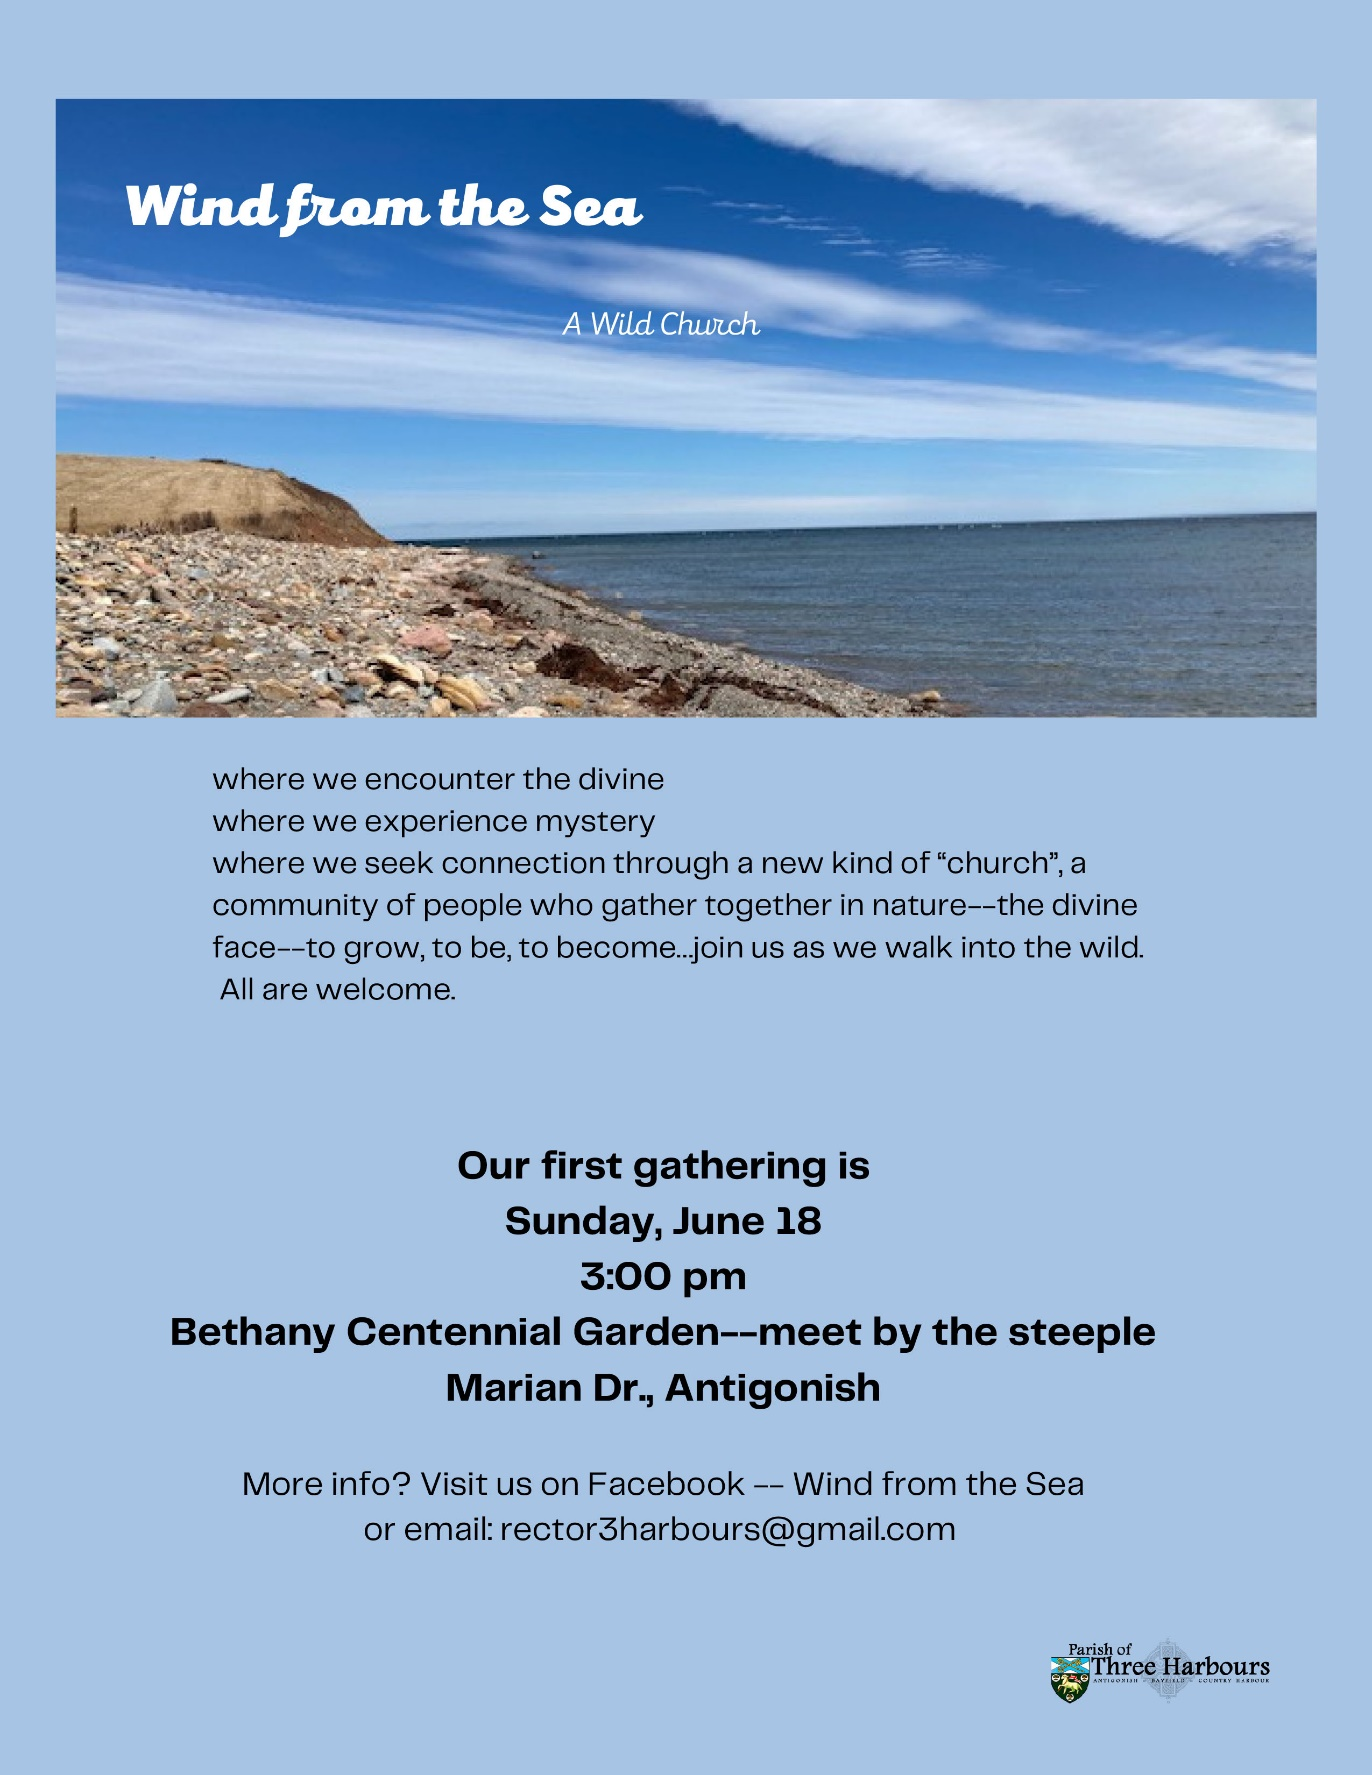 Wind from the Sea
A Wild Church
where we encounter the divine
where we experience mystery
where we seek connection through a new kind of “church”, a
community of people who gather together in nature--the divine
face--to grow, to be, to become...join us as we walk into the wild.
All are welcome.
Our first gathering is
Sunday, June 18
3:00 pm
Bethany Centennial Garden--meet by the steeple
Marian Dr., Antigonish
More info? Visit us on Facebook -- Wind from the Sea
or email: rector3harbours@gmail.com
Parish of
Three Harbours
ANTIGONISH BAYFIELD COUNTRY HARBOUR